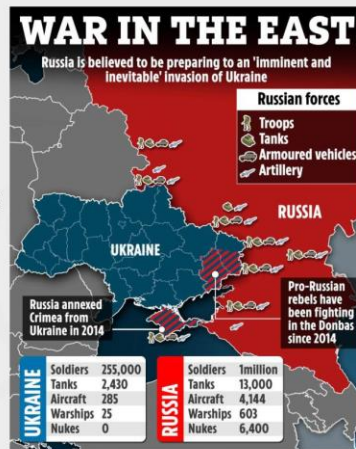 WAR IN THE EAST
Russia is believed to be preparing to an 'imminent and
inevitable' invasion of Ukraine
Russian forces
Troops
Tanks
Armoured vehicles
Artillery
RUSSIA
UKRAINE
Russia annexed
Crimea from
Ukraine in 2014
Pro-Russian
rebels have
been fighting
in the Donbas
since 2014
UKRAINE
Soldiers 255,000
Tanks 2,430
Aircraft 285
Warships 25
Nukes 0
RUSSIA
Soldiers 1million
Tanks 13,000
Aircraft 4,144
Warships 603
Nukes 6,400